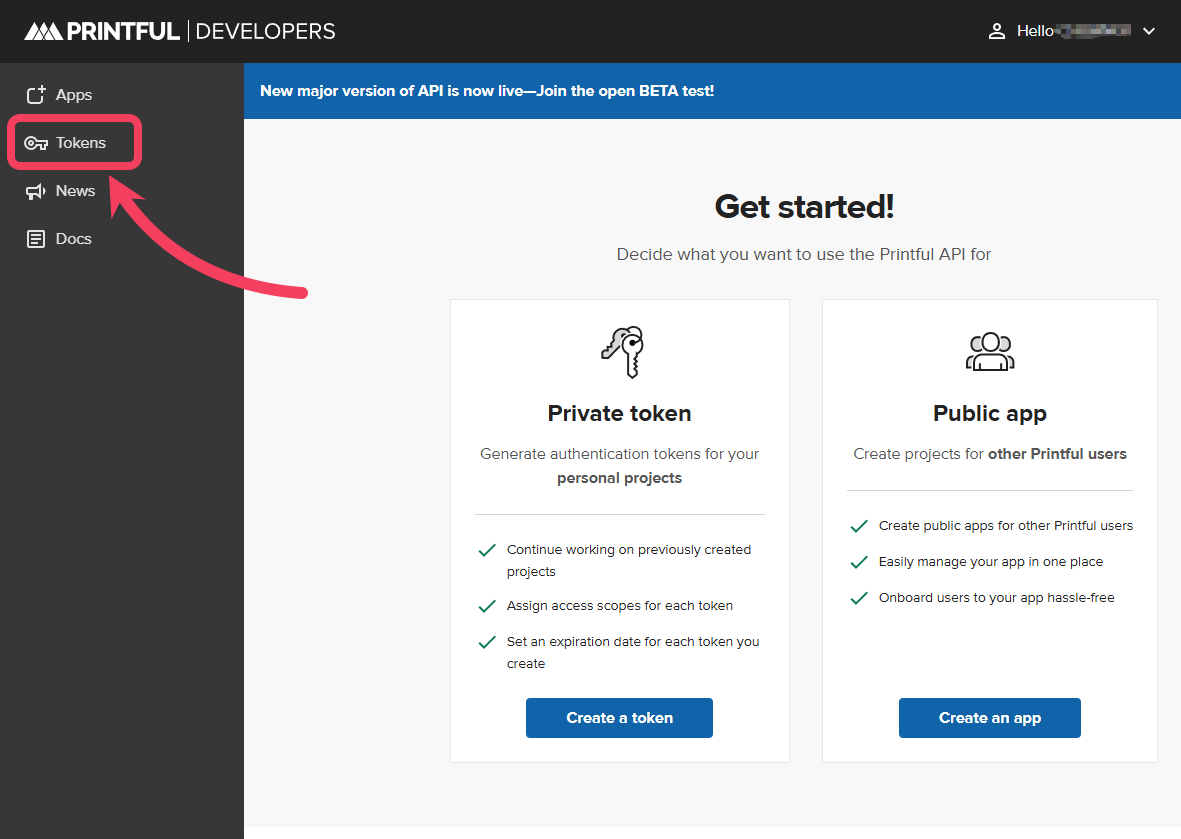 PRINTFUL DEVELOPERS
Hello
Apps
Tokens
News
Docs
New major version of API is now live—Join the open BETA test!
Get started!
Decide what you want to use the Printful API for
Private token
Generate authentication tokens for your
personal projects
Continue working on previously created
projects
Assign access scopes for each token
Set an expiration date for each token you
create
Create a token
Public app
Create projects for other Printful users
Create public apps for other Printful users
Easily manage your app in one place
Onboard users to your app hassle-free
Create an app